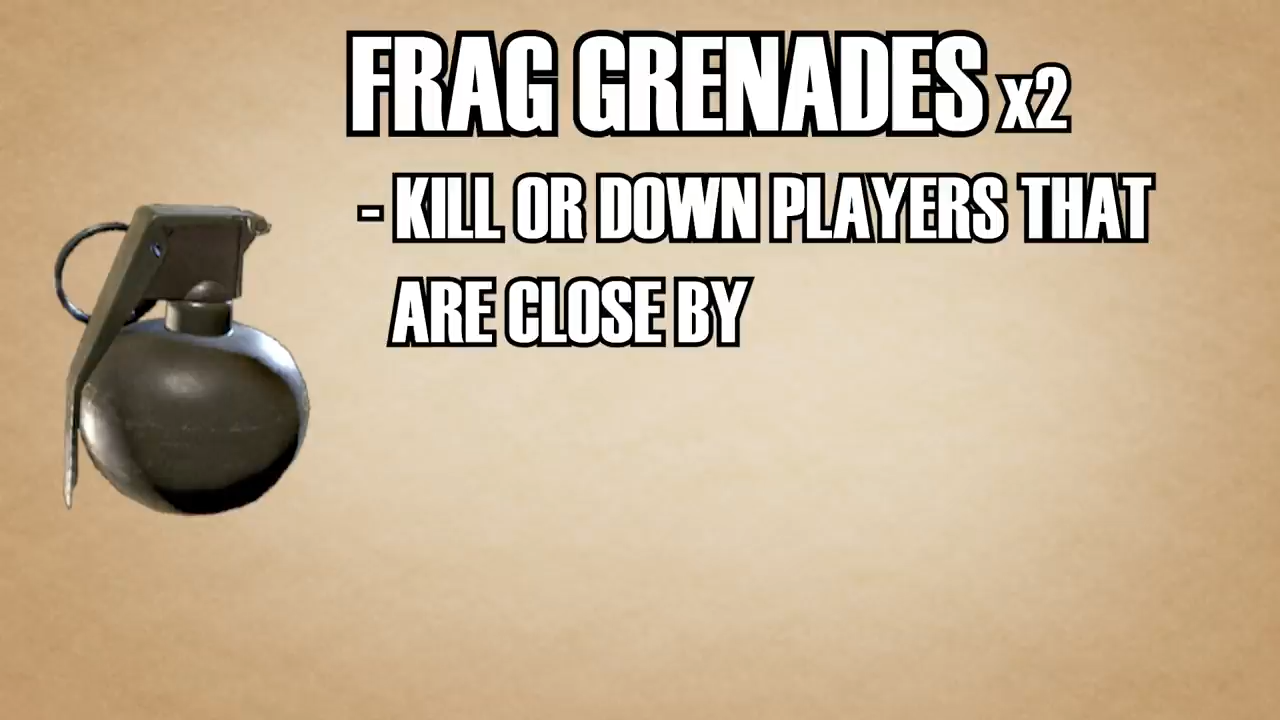 FRAG GRENADES x2
- KILL OR DOWN PLAYERS THAT
ARE CLOSE BY